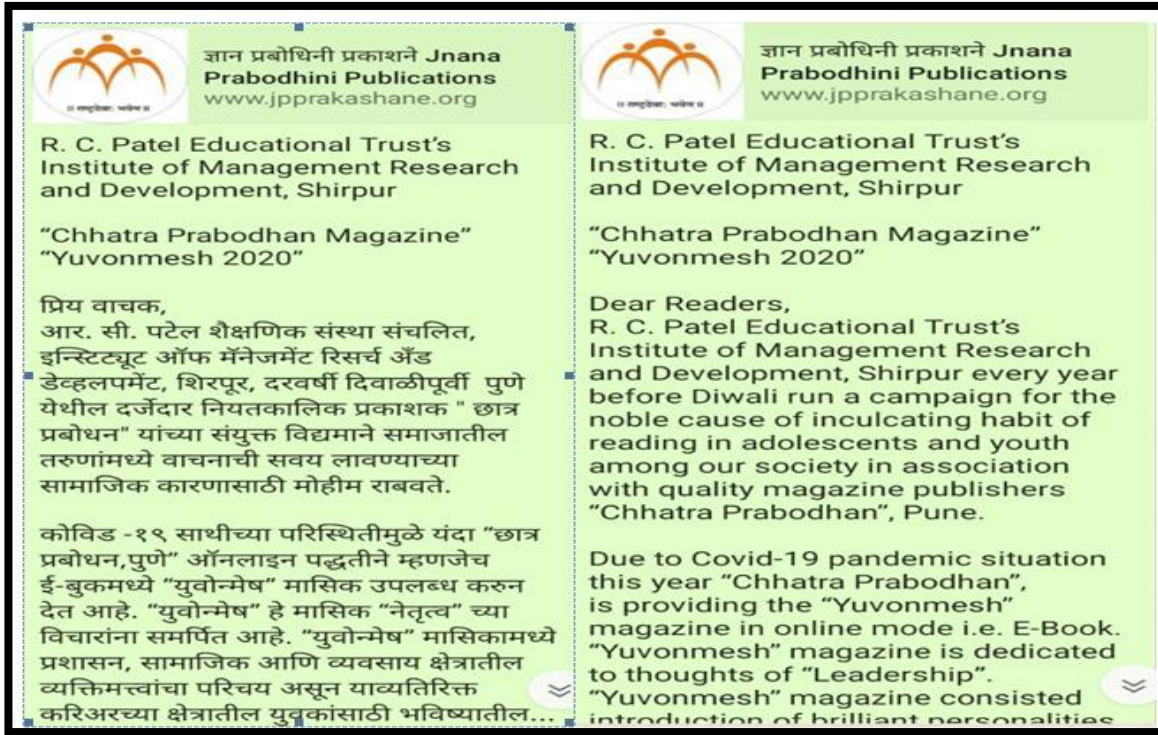 ज्ञान प्रबोधिनी प्रकाशने Jnana
Prabodhini Publications
www.jpprakashane.org
R. C. Patel Educational Trust’s
Institute of Management Research
and Development, Shirpur
“Chhatra Prabodhan Magazine”
“Yuvonmesh 2020”
प्रिय वाचक,
आर. सी. पटेल शैक्षणिक संस्था संचलित,
इन्स्टिट्यूट ऑफ मॅनेजमेंट रिसर्च अँड
डेव्हलपमेंट, शिरपूर, दरवर्षी दिवाळीपूर्वी पुणे
येथील दर्जेदार नियतकालिक प्रकाशक " छात्र
प्रबोधन" यांच्या संयुक्त विद्यमाने समाजातील
तरुणांमध्ये वाचनाची सवय लावण्याच्या
सामाजिक कारणासाठी मोहीम राबवते.
कोविड -१९ साथीच्या परिस्थितीमुळे यंदा “छात्र
प्रबोधन,पुणे” ऑनलाइन पद्धतीने म्हणजेच
ई-बुकमध्ये “युवोन्मेष” मासिक उपलब्ध करुन
देत आहे. “युवोन्मेष” हे मासिक “नेतृत्व” च्या
विचारांना समर्पित आहे. “युवोन्मेष” मासिकामध्ये
प्रशासन, सामाजिक आणि व्यवसाय क्षेत्रातील
व्यक्तिमत्त्वांचा परिचय असून याव्यतिरिक्त
करिअरच्या क्षेत्रातील युवकांसाठी भविष्यातील...
ज्ञान प्रबोधिनी प्रकाशने Jnana
Prabodhini Publications
www.jpprakashane.org
R. C. Patel Educational Trust’s
Institute of Management Research
and Development, Shirpur
“Chhatra Prabodhan Magazine”
“Yuvonmesh 2020”
Dear Readers,
R. C. Patel Educational Trust’s
Institute of Management Research
and Development, Shirpur every year
before Diwali run a campaign for the
noble cause of inculcating habit of
reading in adolescents and youth
among our society in association
with quality magazine publishers
“Chhatra Prabodhan”, Pune.
Due to Covid-19 pandemic situation
this year “Chhatra Prabodhan”,
is providing the “Yuvonmesh”
magazine in online mode i.e. E-Book.
“Yuvonmesh” magazine is dedicated
to thoughts of “Leadership”.
“Yuvonmesh” magazine consisted
introduction of brilliant personalities